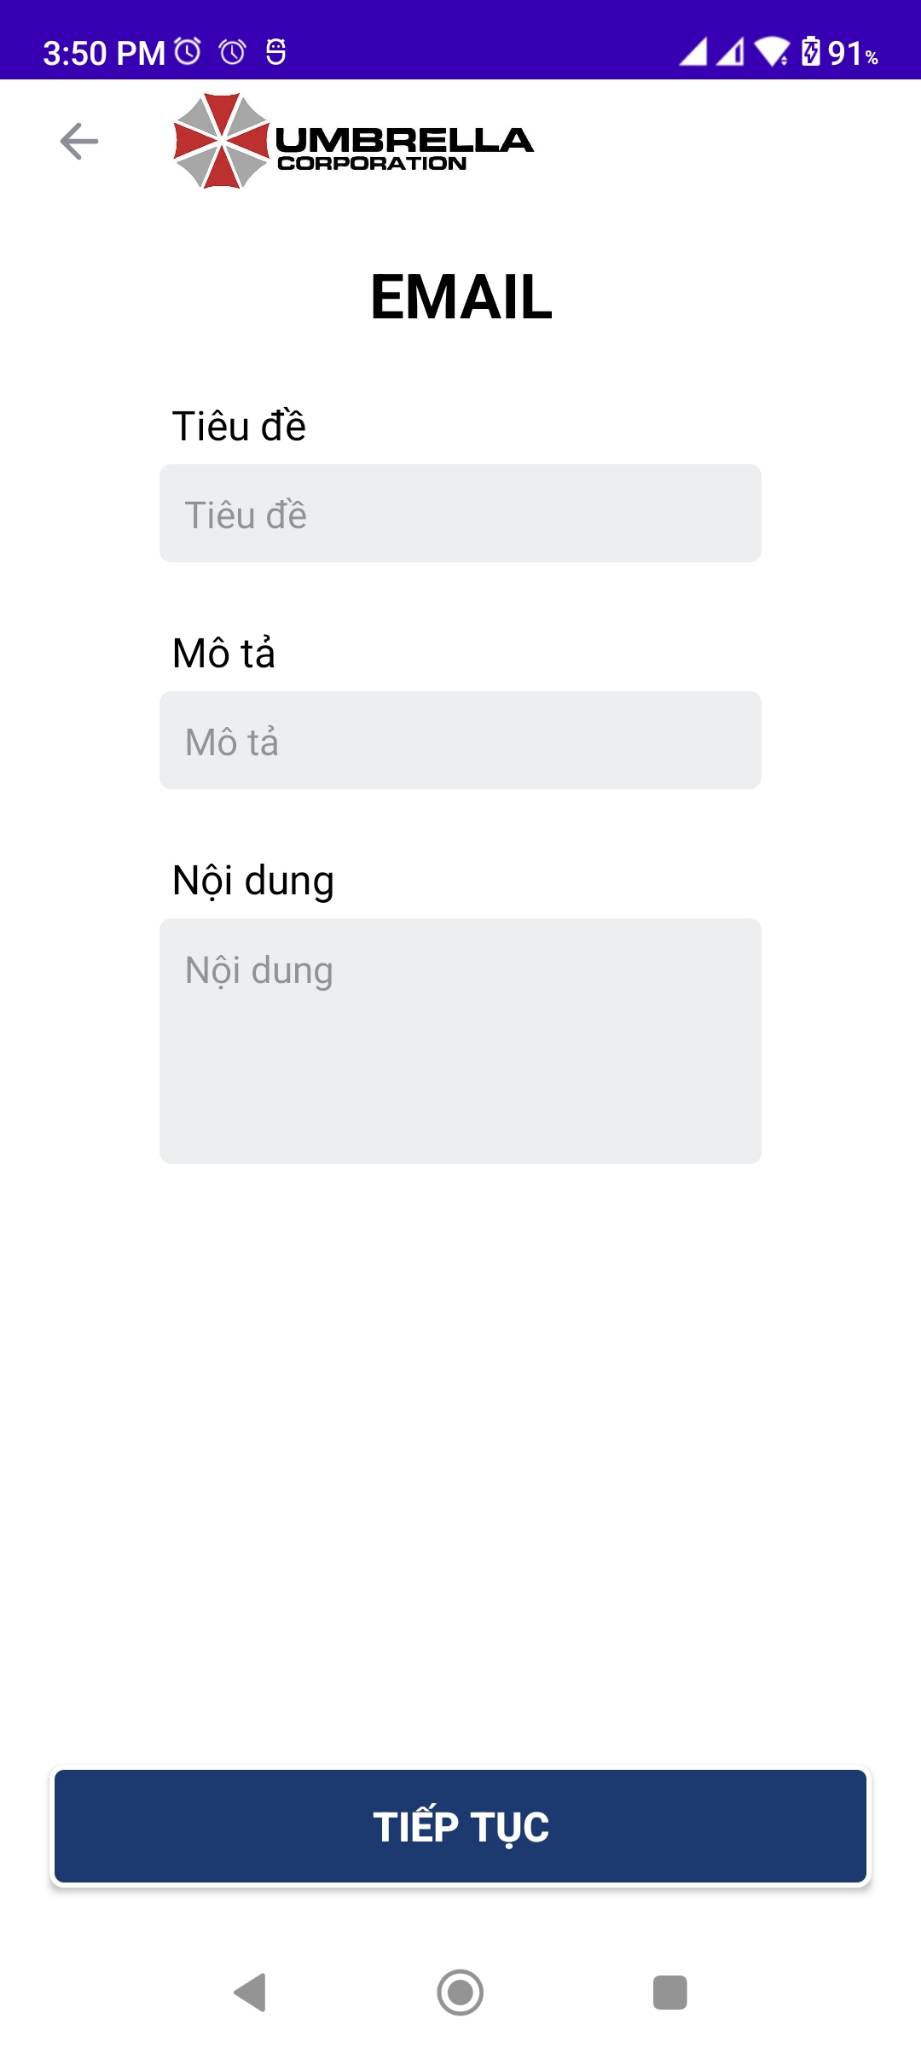 3:50 PM 91%
UMBRELLA
CORPORATION
EMAIL
Tiêu đề
Tiêu đề
Mô tả
Mô tả
Nội dung
Nội dung
TIẾP TỤC